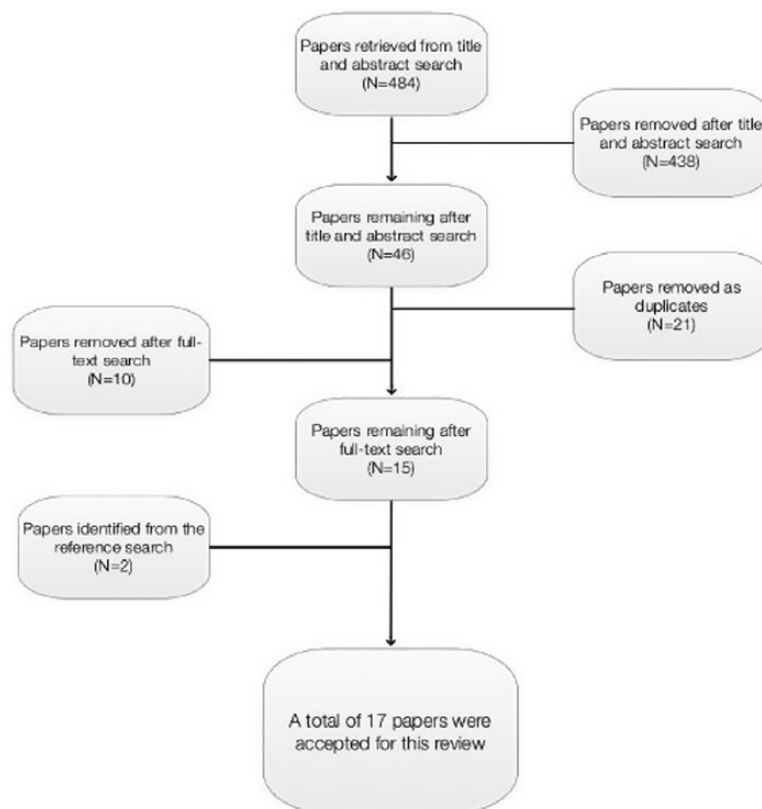 Papers retrieved from title
and abstract search
(N=484)
Papers removed after title
and abstract search
(N=438)
Papers remaining after
title and abstract search
(N=46)
Papers removed as
duplicates
(N=21)
Papers removed after full-
text search
(N=10)
Papers remaining after
full-text search
(N=15)
Papers identified from the
reference search
(N=2)
A total of 17 papers were
accepted for this review